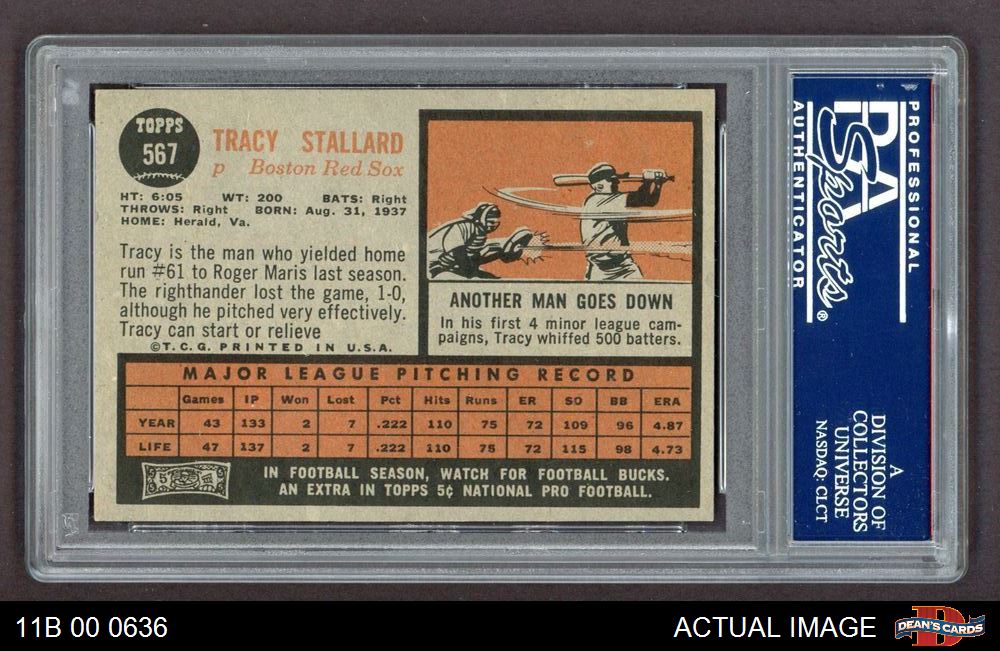 TOPPS
567
TRACY STALLARD
p Boston Red Sox
HT: 6:05 WT: 200 BATS: Right
THROWS: Right BORN: Aug. 31, 1937
HOME: Herald, Va.
Tracy is the man who yielded home
run #61 to Roger Maris last season.
The righthander lost the game, 1-0,
although he pitched very effectively.
Tracy can start or relieve
©T.C.G. PRINTED IN U.S.A.
ANOTHER MAN GOES DOWN
In his first 4 minor league cam-
paigns, Tracy whiffed 500 batters.
MAJOR LEAGUE PITCHING RECORD
Games IP Won Lost Pct Hits Runs ER SO BB ERA
YEAR 43 133 2 7 .222 110 75 72 109 96 4.87
LIFE 47 137 2 7 .222 110 75 72 115 98 4.73
5
IN FOOTBALL SEASON, WATCH FOR FOOTBALL BUCKS.
AN EXTRA IN TOPPS 5¢ NATIONAL PRO FOOTBALL.
PROFESSIONAL
PSA
Sports®
AUTHENTICATOR
A
DIVISION OF
COLLECTORS
UNIVERSE
NASDAQ: CLCT
11B 00 0636
ACTUAL IMAGE
D
DEAN'S CARDS